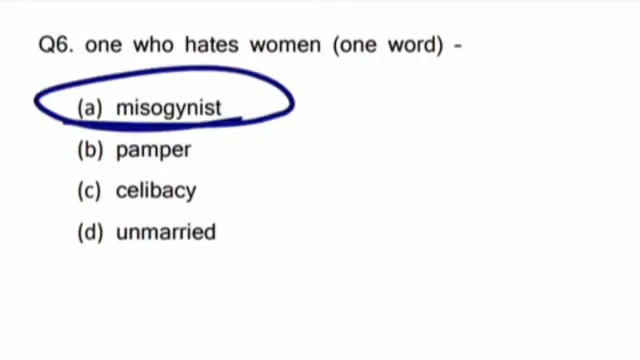 Q6. one who hates women (one word) -
(a) misogynist
(b) pamper
(c) celibacy
(d) unmarried